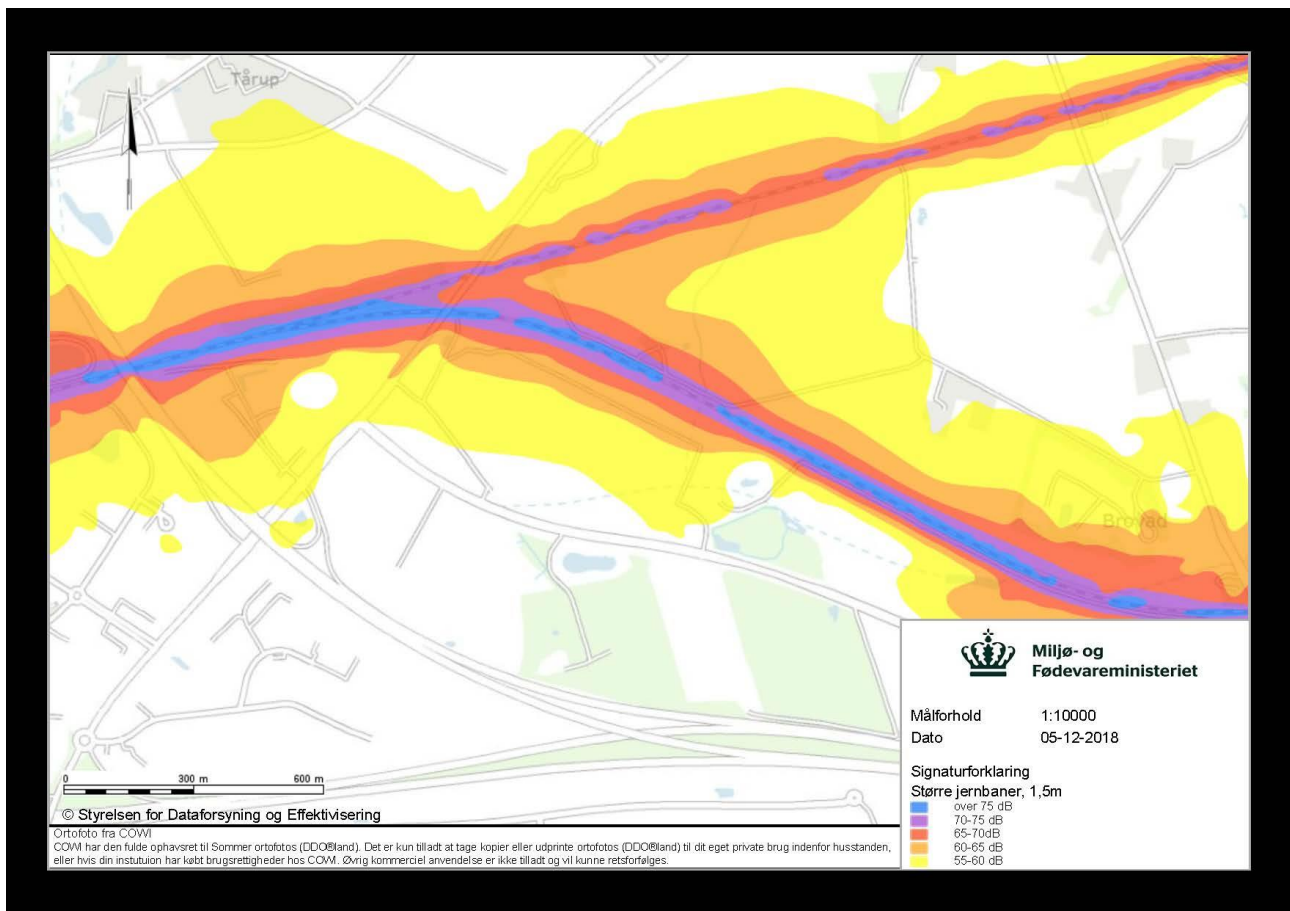 Tårup
Brovad
Miljø- og
Fødevareministeriet
Målforhold 1:10000
Dato 05-12-2018
Signaturforklaring
Større jernbaner, 1,5m
over 75 dB
70-75 dB
65-70dB
60-65 dB
55-60 dB
0 300 m 600 m
© Styrelsen for Dataforsyning og Effektivisering
Ortofoto fra COWI
COWI har den fulde ophavsret til Sommer ortofotos (DDO®land). Det er kun tilladt at tage kopier eller udprinte ortofotos (DDO®land) til dit eget private brug indenfor husstanden,
eller hvis din instutuion har købt brugsrettigheder hos COWI. Øvrig kommerciel anvendelse er ikke tilladt og vil kunne retsforfølges.